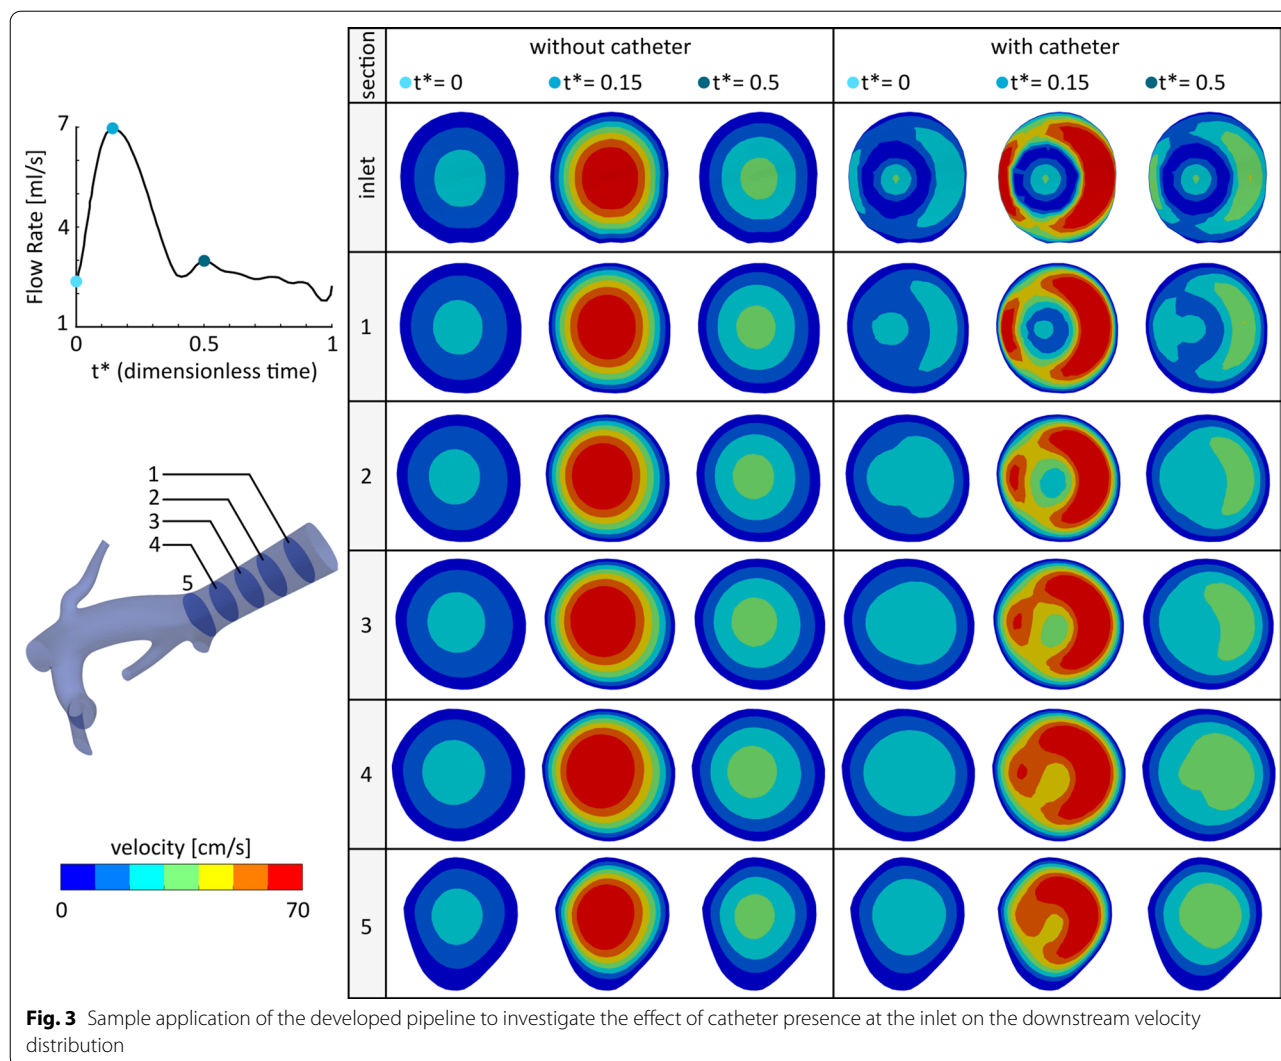 section
without catheter
with catheter
t*= 0
t*= 0.15
t*= 0.5
t*= 0
t*= 0.15
t*= 0.5
inlet
1
2
3
4
5
Flow Rate [ml/s]
7
4
1
0
0.5
1
t* (dimensionless time)
1
2
3
4
5
velocity [cm/s]
0
70
Fig. 3 Sample application of the developed pipeline to investigate the effect of catheter presence at the inlet on the downstream velocity
distribution